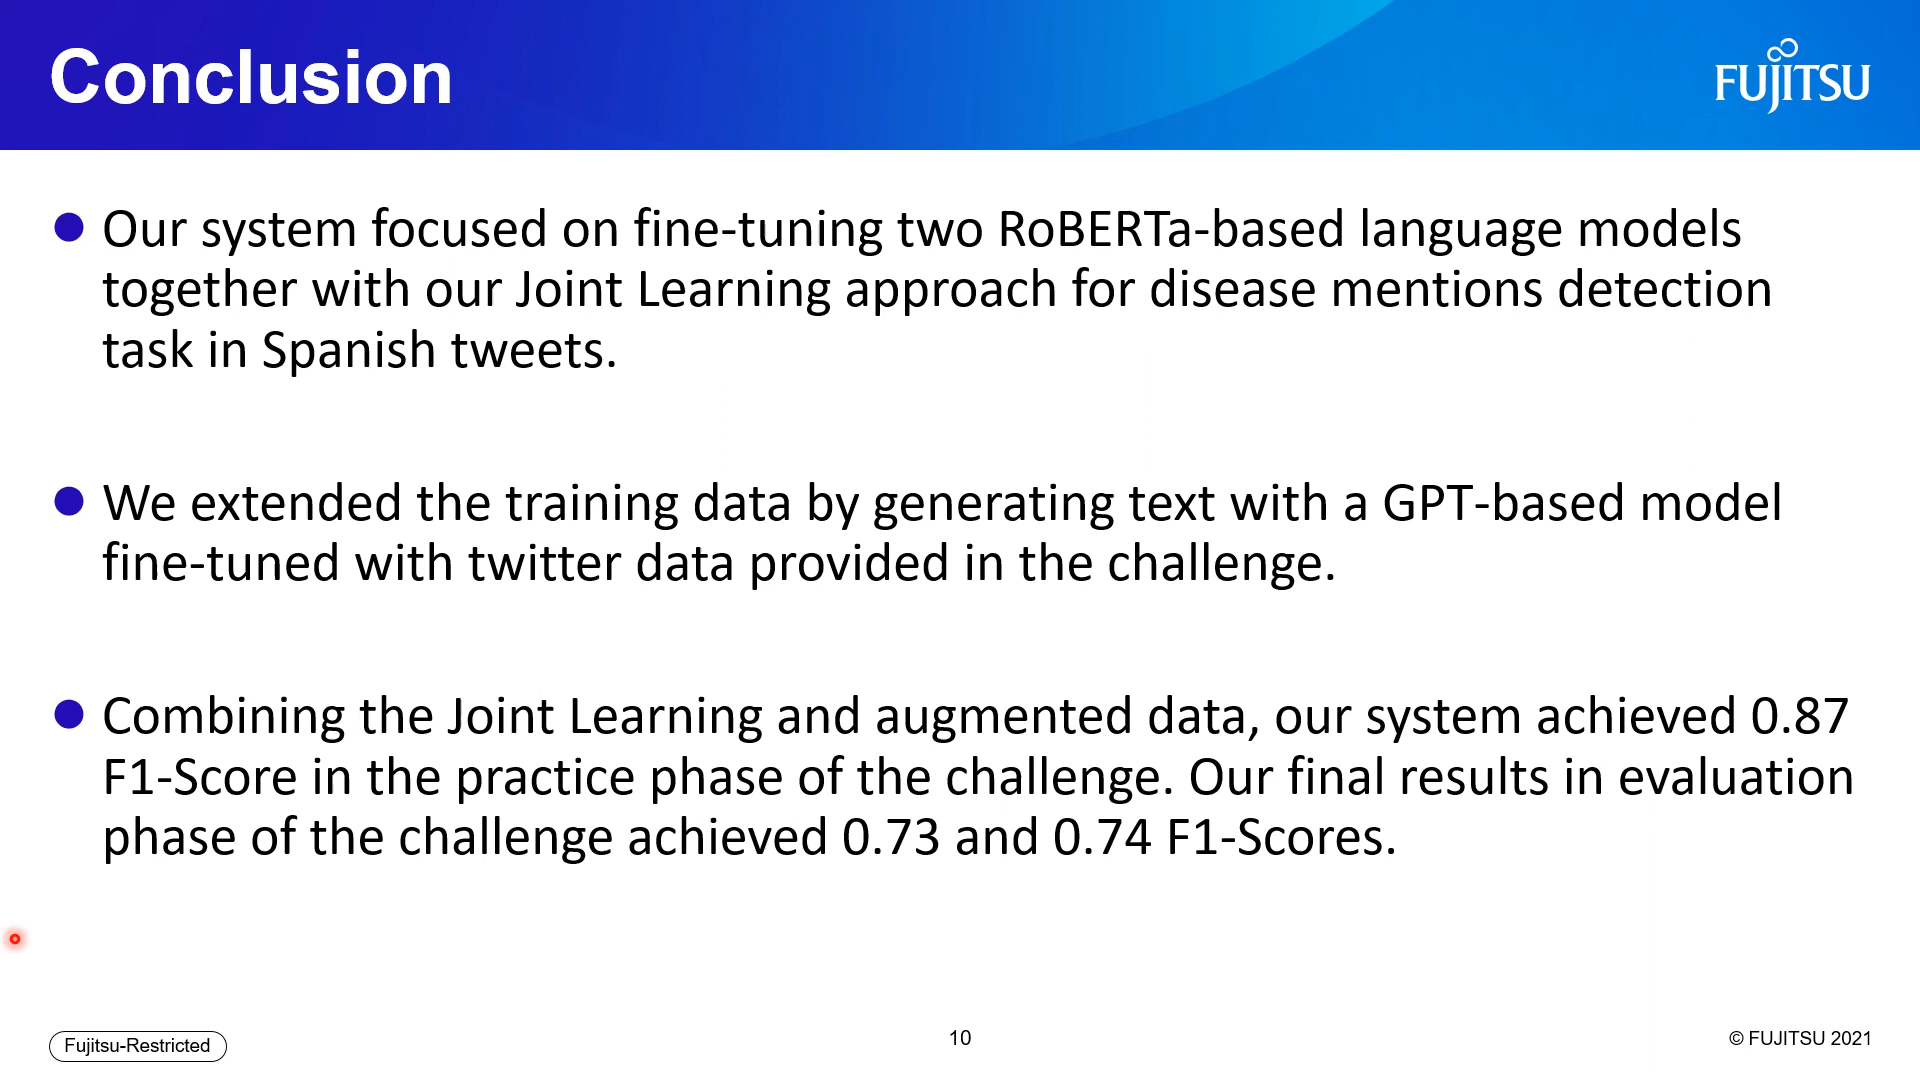 Conclusion
FUJITSU
Our system focused on fine-tuning two RoBERTa-based language models
together with our Joint Learning approach for disease mentions detection
task in Spanish tweets.
We extended the training data by generating text with a GPT-based model
fine-tuned with twitter data provided in the challenge.
Combining the Joint Learning and augmented data, our system achieved 0.87
F1-Score in the practice phase of the challenge. Our final results in evaluation
phase of the challenge achieved 0.73 and 0.74 F1-Scores.
Fujitsu-Restricted
10
© FUJITSU 2021